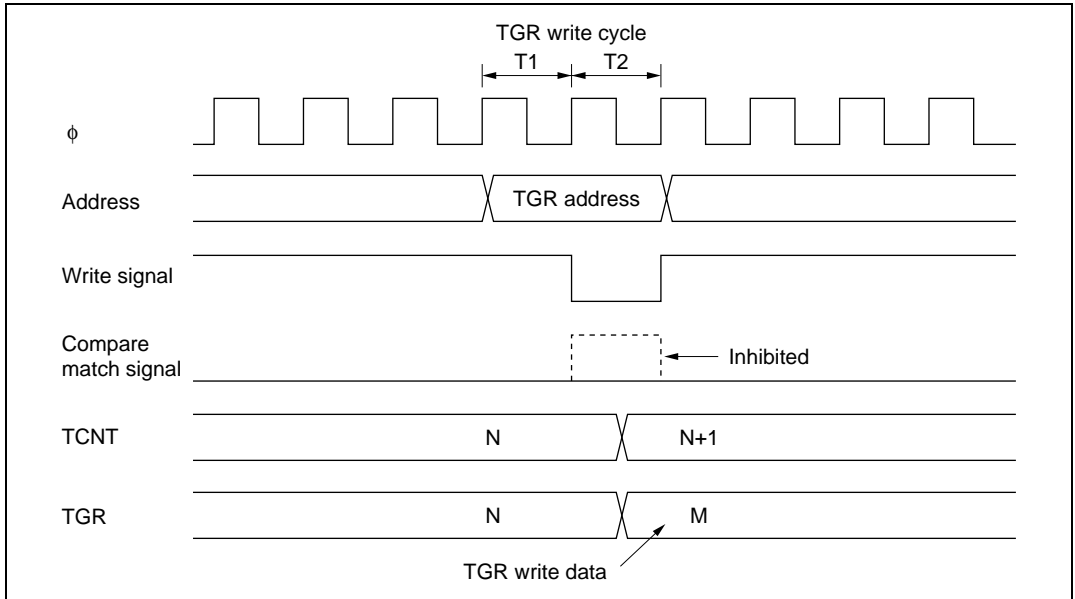 TGR write cycle
T1 T2
φ
Address TGR address
Write signal
Compare
match signal
Inhibited
TCNT N N+1
TGR N M
TGR write data